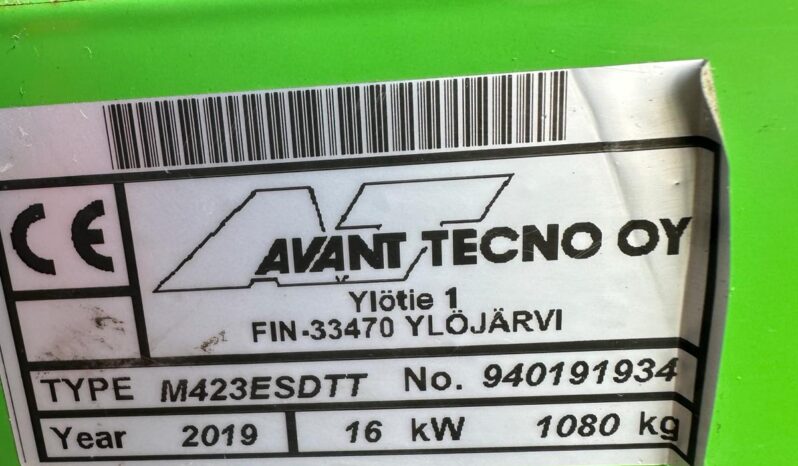 CE
AVANT TECNO OY
Ylötie 1
FIN-33470 YLÖJÄRVI
TYPE M423ESDTT No. 940191934
Year 2019 16 kW 1080 kg